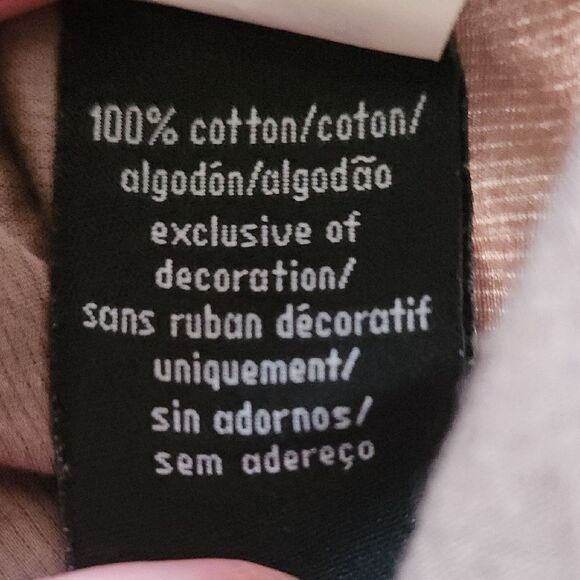 100% cotton/coton/
algodón/algodão
exclusive of
decoration/
sans ruban décoratif
uniquement/
sin adornos/
sem adereço